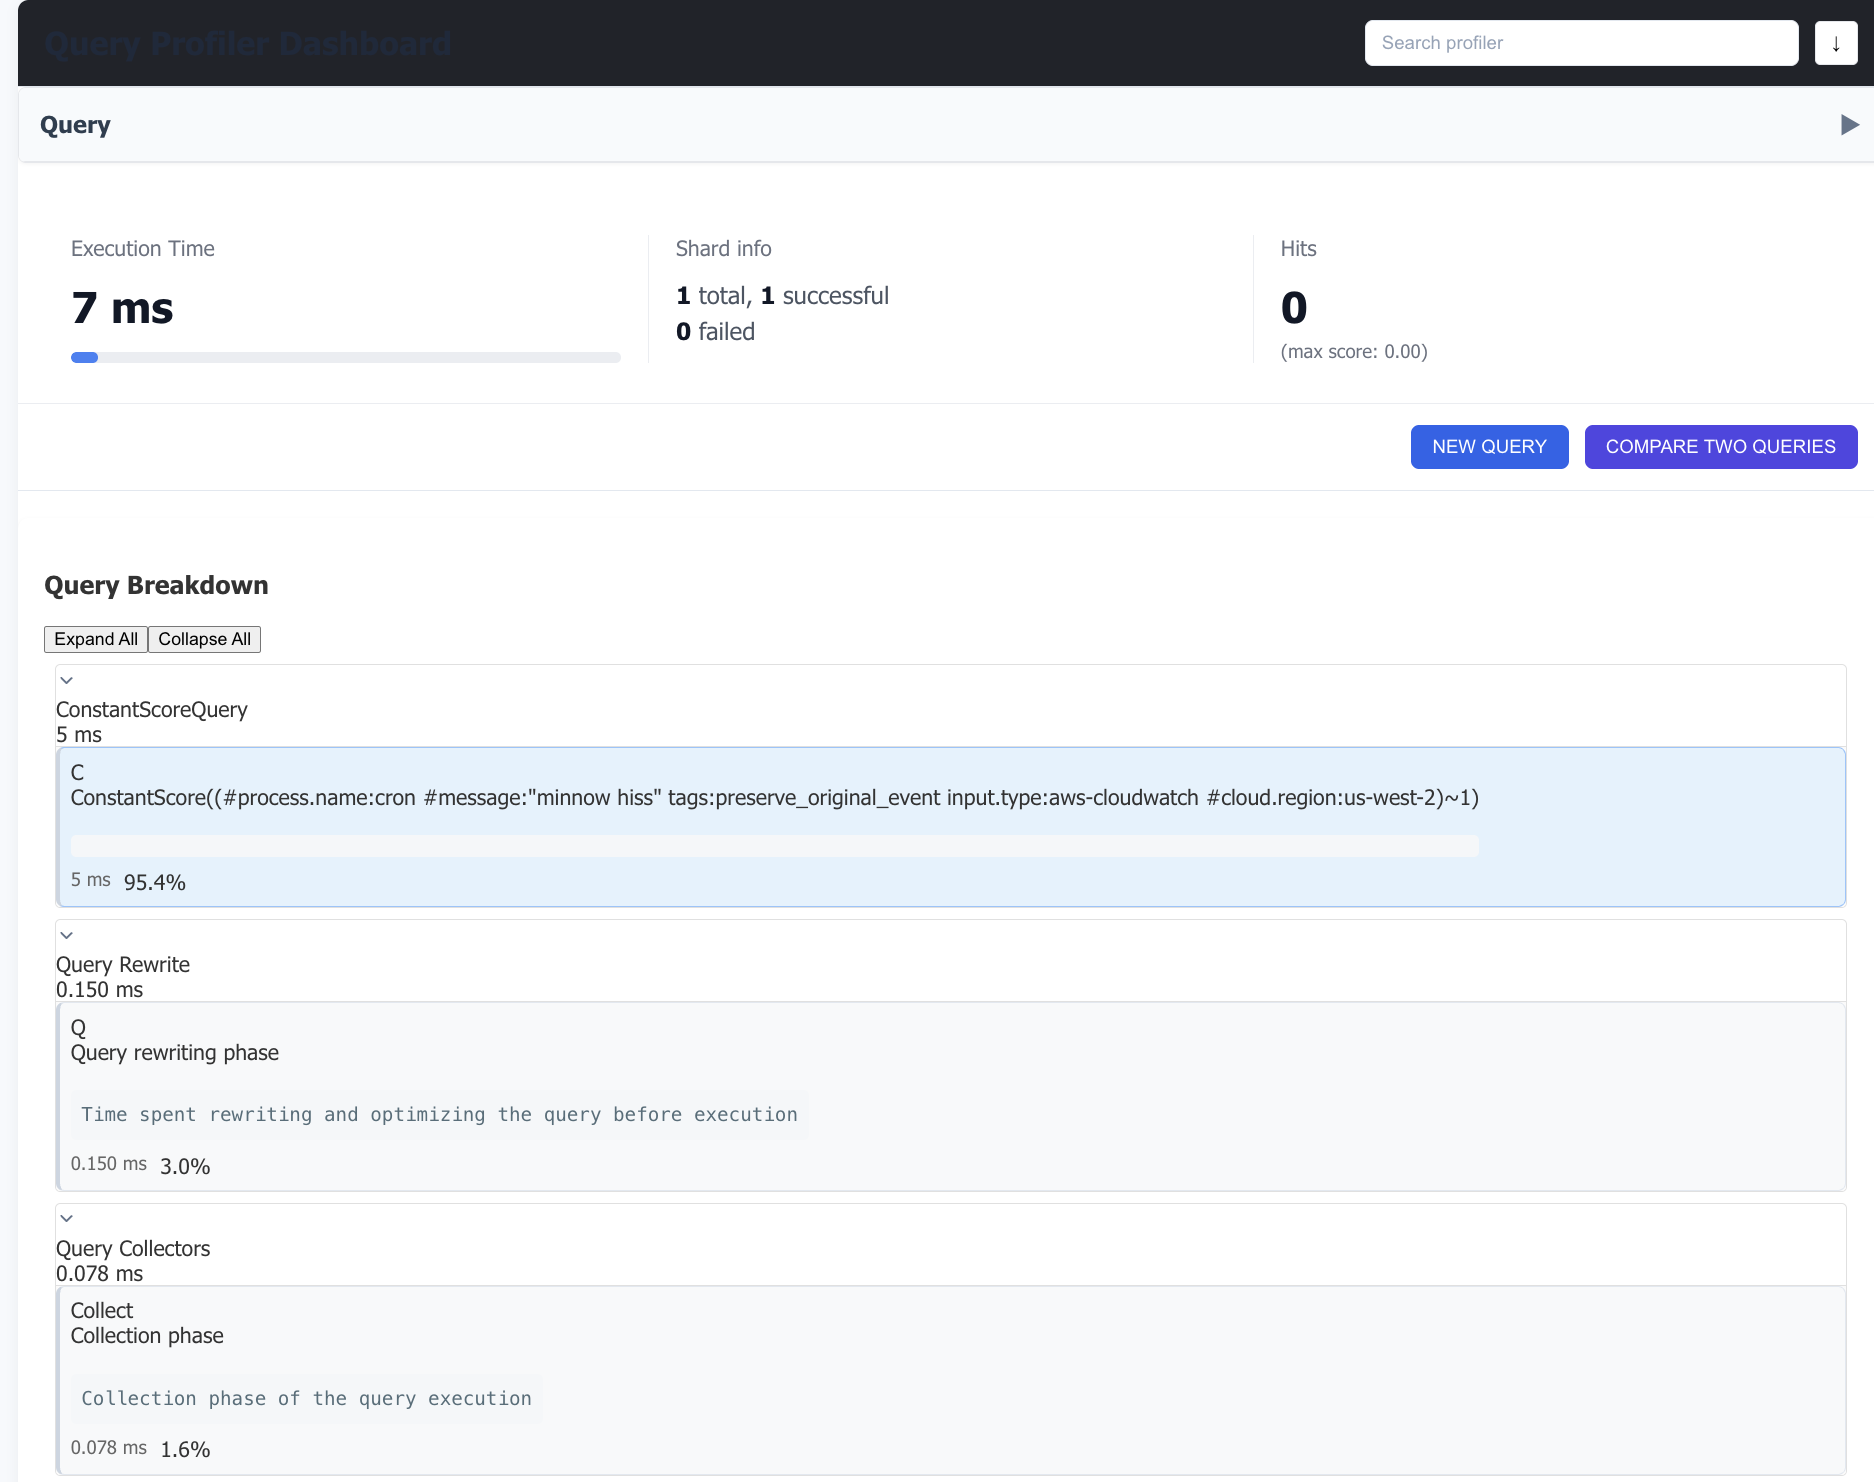 Query Profiler Dashboard
Search profiler
↓
Query
Execution Time
7 ms
Shard info
1 total, 1 successful
0 failed
Hits
0
(max score: 0.00)
NEW QUERY
COMPARE TWO QUERIES
Query Breakdown
Expand All
Collapse All
ConstantScoreQuery
5 ms
C
ConstantScore((#process.name:cron #message:"minnow hiss" tags:preserve_original_event input.type:aws-cloudwatch #cloud.region:us-west-2)~1)
5 ms 95.4%
Query Rewrite
0.150 ms
Q
Query rewriting phase
Time spent rewriting and optimizing the query before execution
0.150 ms 3.0%
Query Collectors
0.078 ms
Collect
Collection phase
Collection phase of the query execution
0.078 ms 1.6%